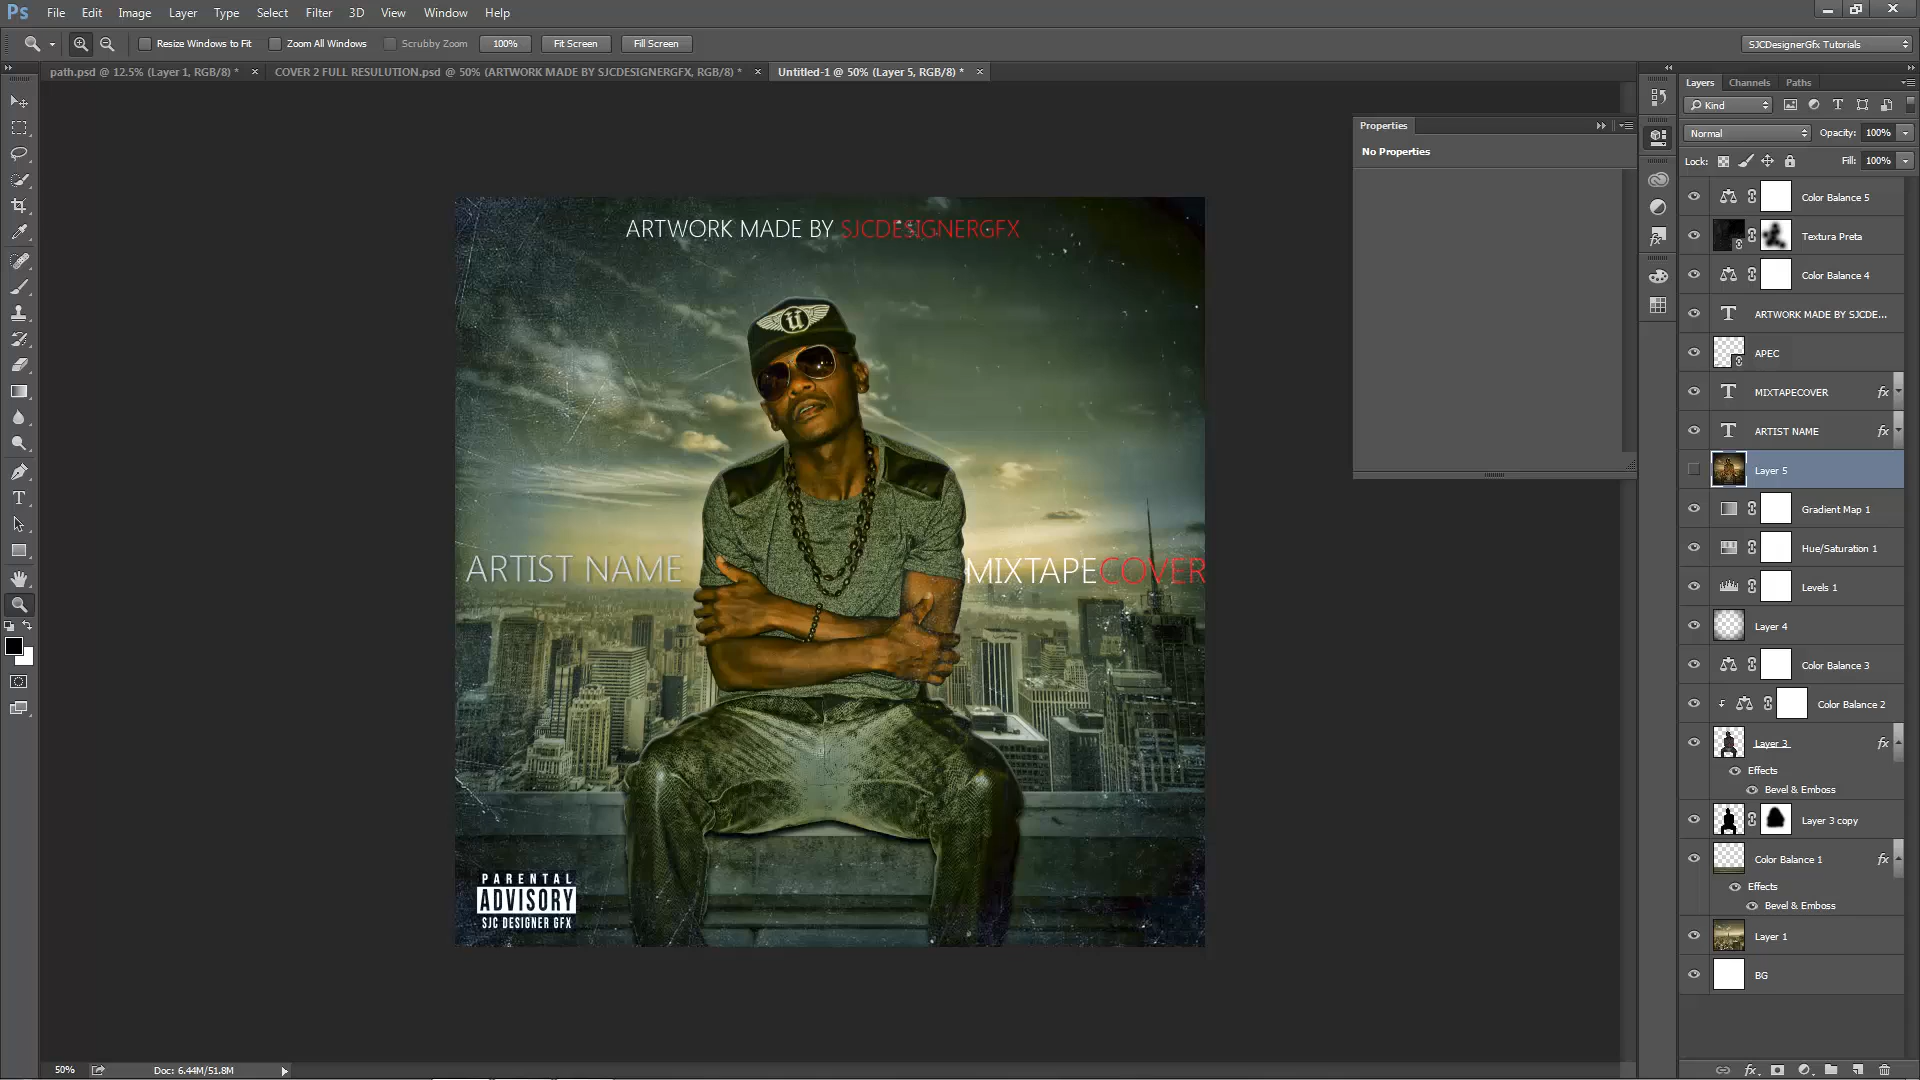 Ps File Edit Image Layer Type Select Filter 3D View Window Help
Resize Windows to Fit Zoom All Windows Scrubby Zoom 100% Fit Screen Fill Screen SJCDesignerGfx Tutorials
path.psd @ 12.5% (Layer 1, RGB/8) * × COVER 2 FULL RESULUTION.psd @ 50% (ARTWORK MADE BY SJCDESIGNERGFX, RGB/8) * × Untitled-1 @ 50% (Layer 5, RGB/8) * ×
Layers Channels Paths
Kind
Normal Opacity: 100%
Lock: Fill: 100%
Properties
No Properties
Color Balance 5
Textura Preta
Color Balance 4
ARTWORK MADE BY SJCDE...
APEC
MIXTAPECOVER fx
ARTIST NAME fx
Layer 5
Gradient Map 1
Hue/Saturation 1
Levels 1
Layer 4
Color Balance 3
Color Balance 2
Layer 3 fx
Effects
Bevel & Emboss
Layer 3 copy
Color Balance 1 fx
Effects
Bevel & Emboss
Layer 1
BG
ARTWORK MADE BY SJCDESIGNERGFX
ü
ARTIST NAME
MIXTAPECOVER
PARENTAL
ADVISORY
SJC DESIGNER GFX
50% Doc: 6.44M/51.8M